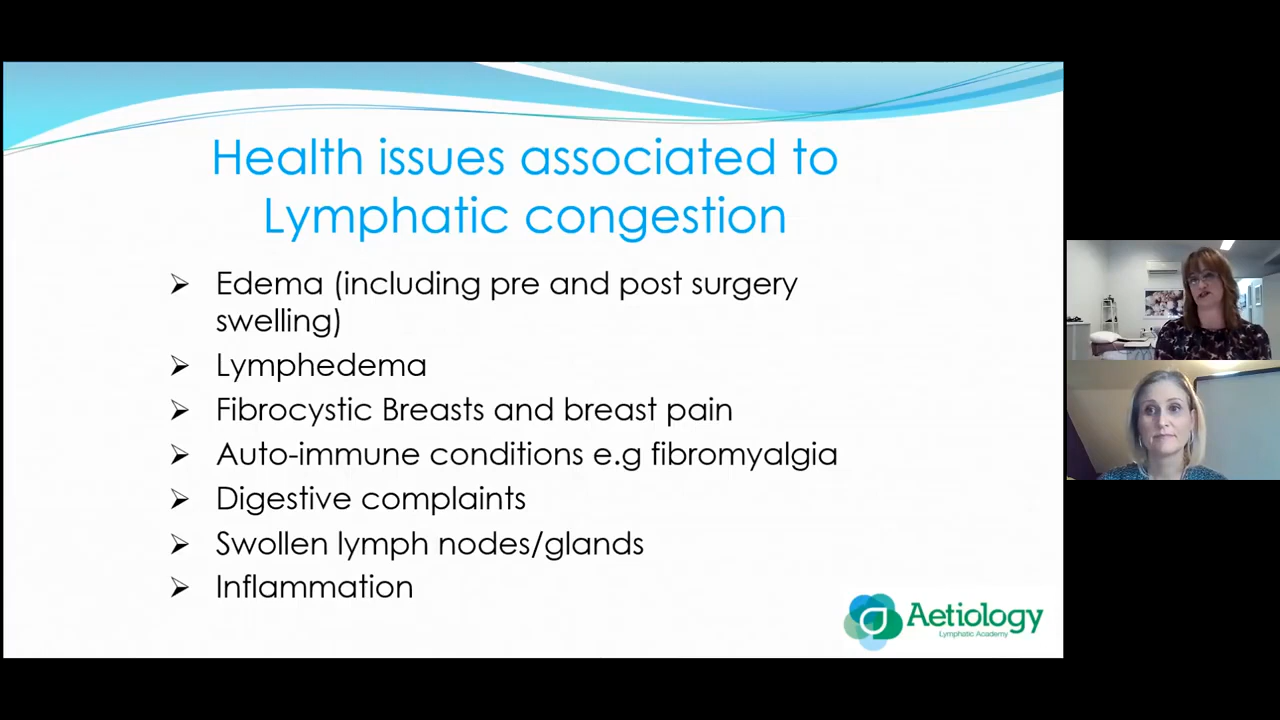 Health issues associated to
Lymphatic congestion
➢ Edema (including pre and post surgery
swelling)
➢ Lymphedema
➢ Fibrocystic Breasts and breast pain
➢ Auto-immune conditions e.g fibromyalgia
➢ Digestive complaints
➢ Swollen lymph nodes/glands
➢ Inflammation
Aetiology
Lymphatic Academy